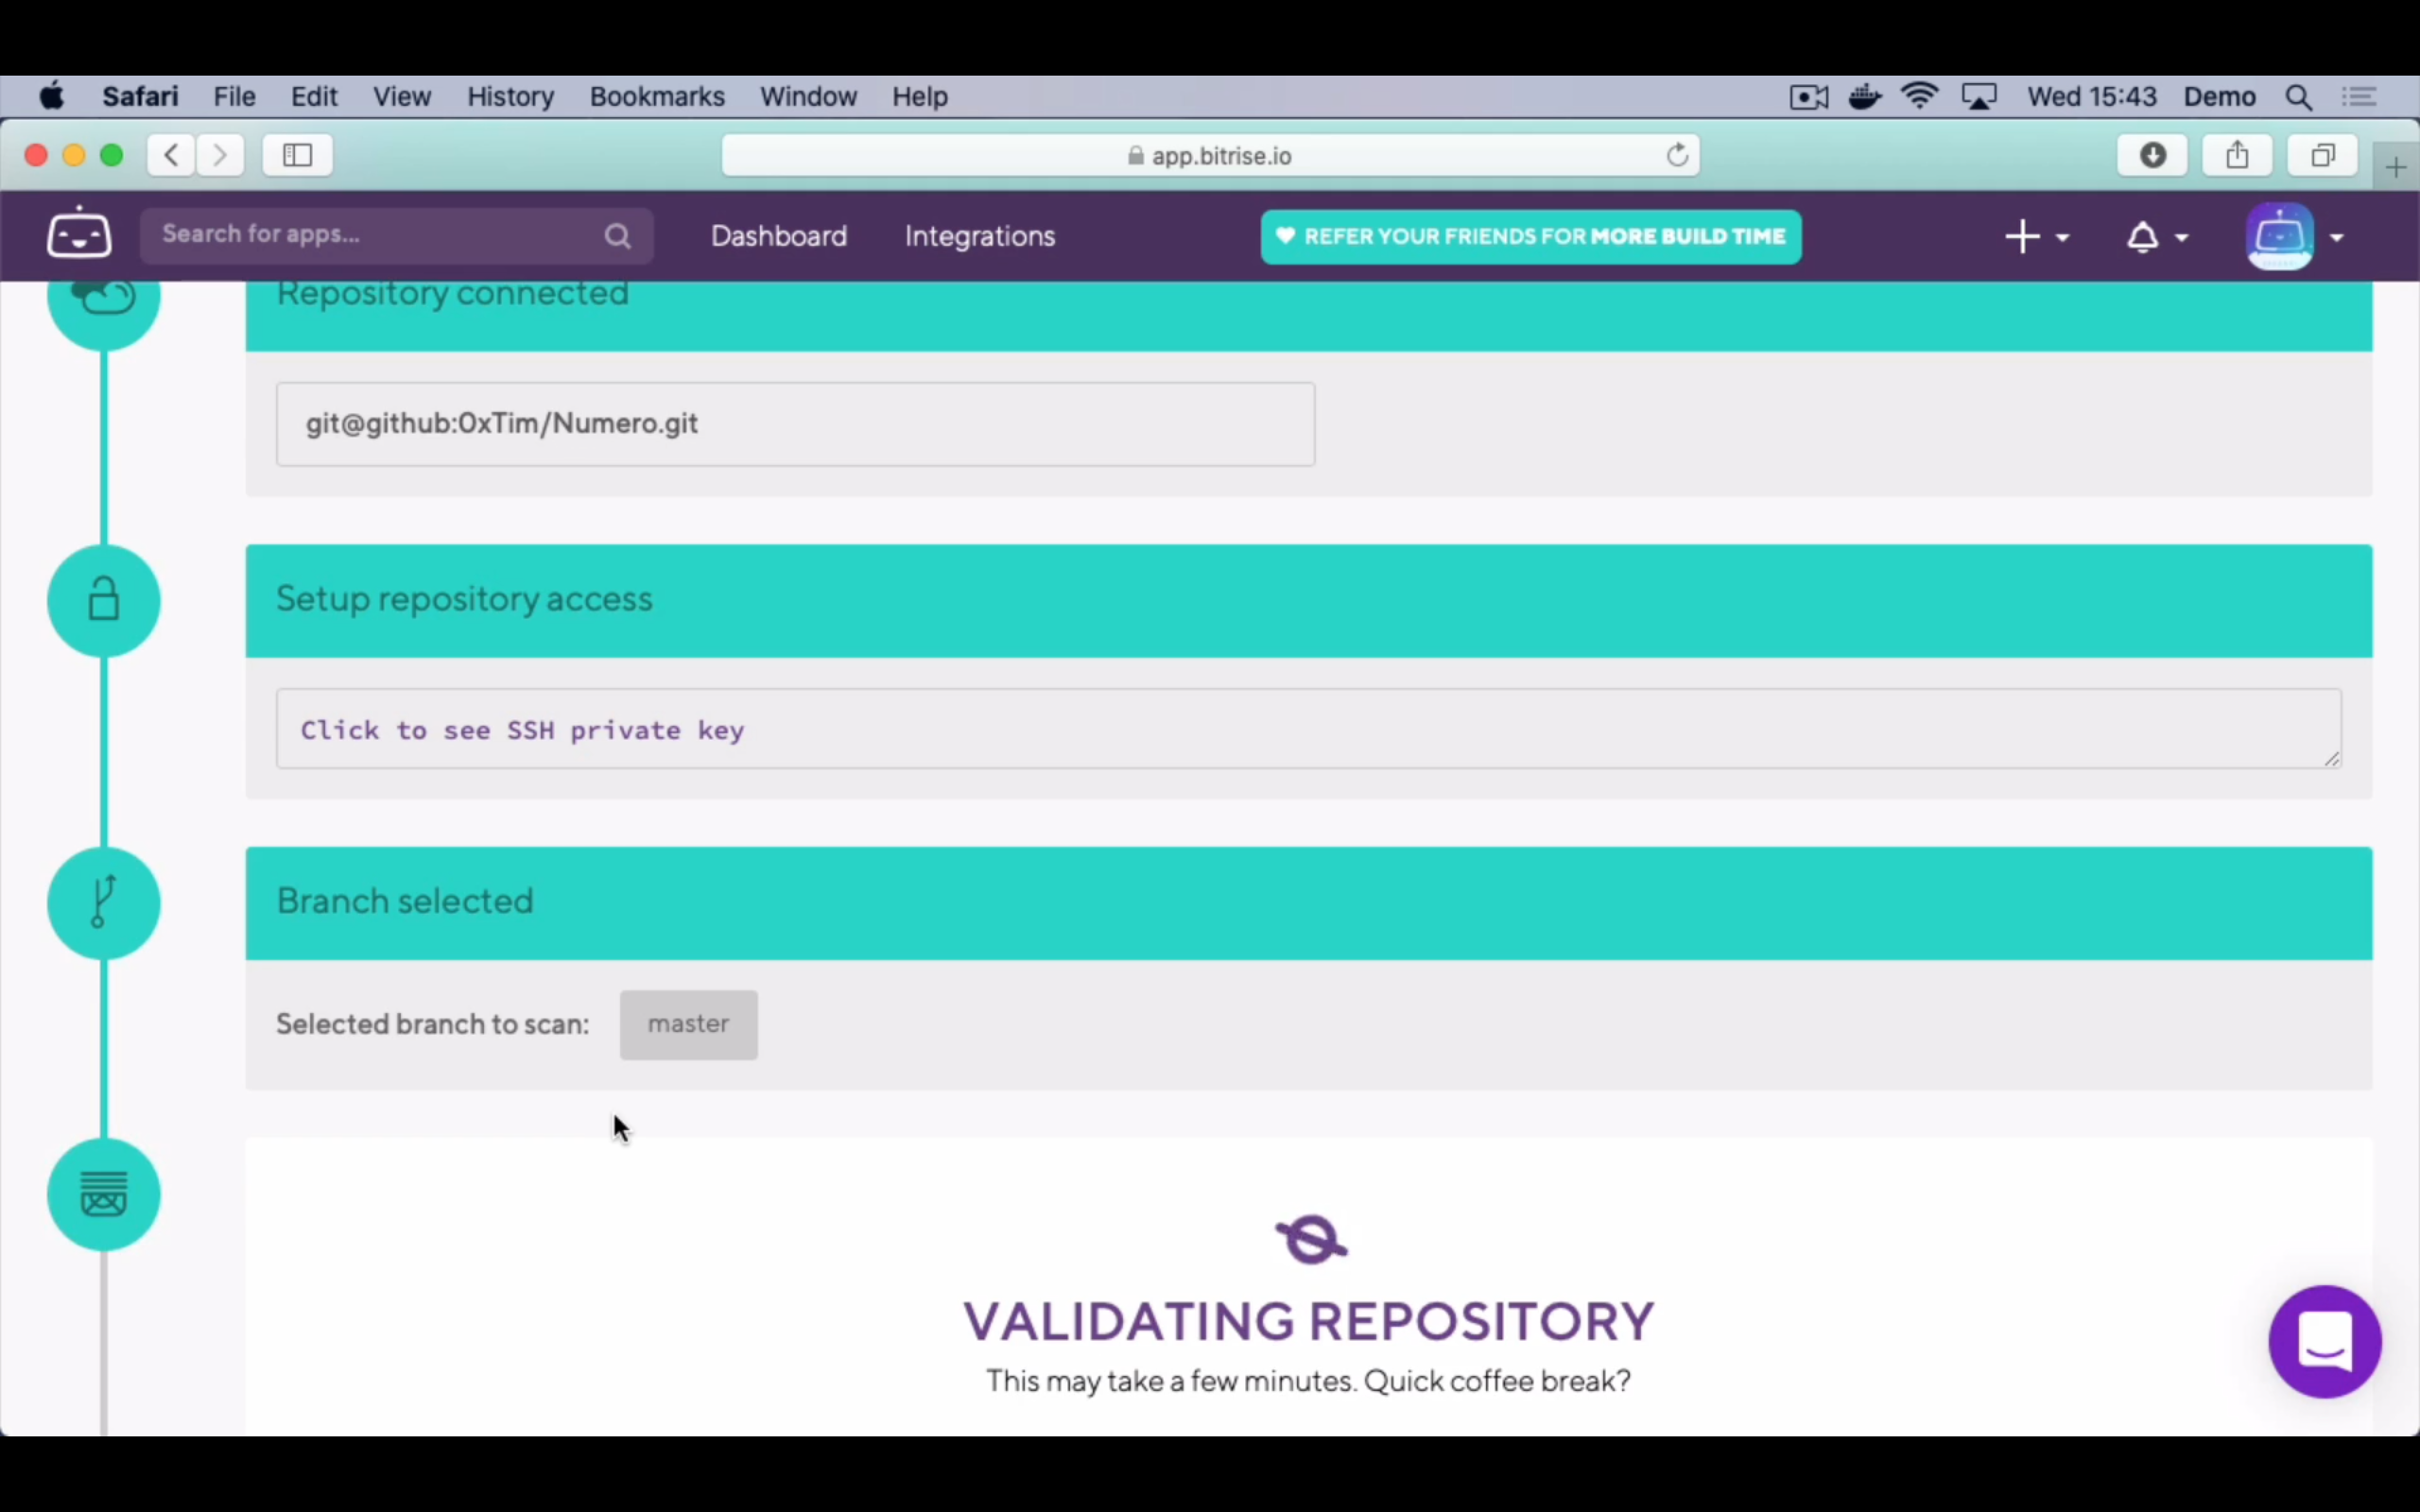 Safari File Edit View History Bookmarks Window Help Wed 15:43 Demo
app.bitrise.io
Search for apps... Dashboard Integrations REFER YOUR FRIENDS FOR MORE BUILD TIME
Repository connected
git@github:0xTim/Numero.git
Setup repository access
Click to see SSH private key
Branch selected
Selected branch to scan: master
VALIDATING REPOSITORY
This may take a few minutes. Quick coffee break?